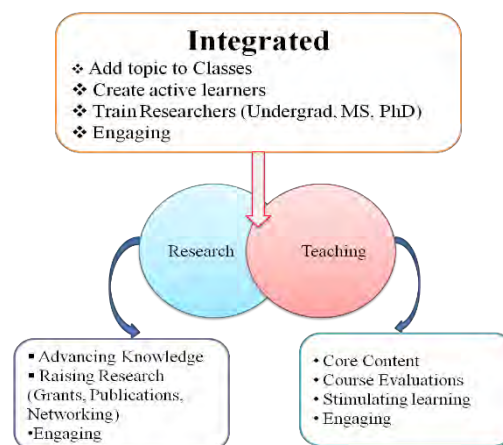 Integrated
❖ Add topic to Classes
❖ Create active learners
❖ Train Researchers (Undergrad, MS, PhD)
❖ Engaging
Research
Teaching
▪ Advancing Knowledge
▪ Raising Research
(Grants, Publications,
Networking)
•Engaging
• Core Content
• Course Evaluations
• Stimulating learning
• Engaging